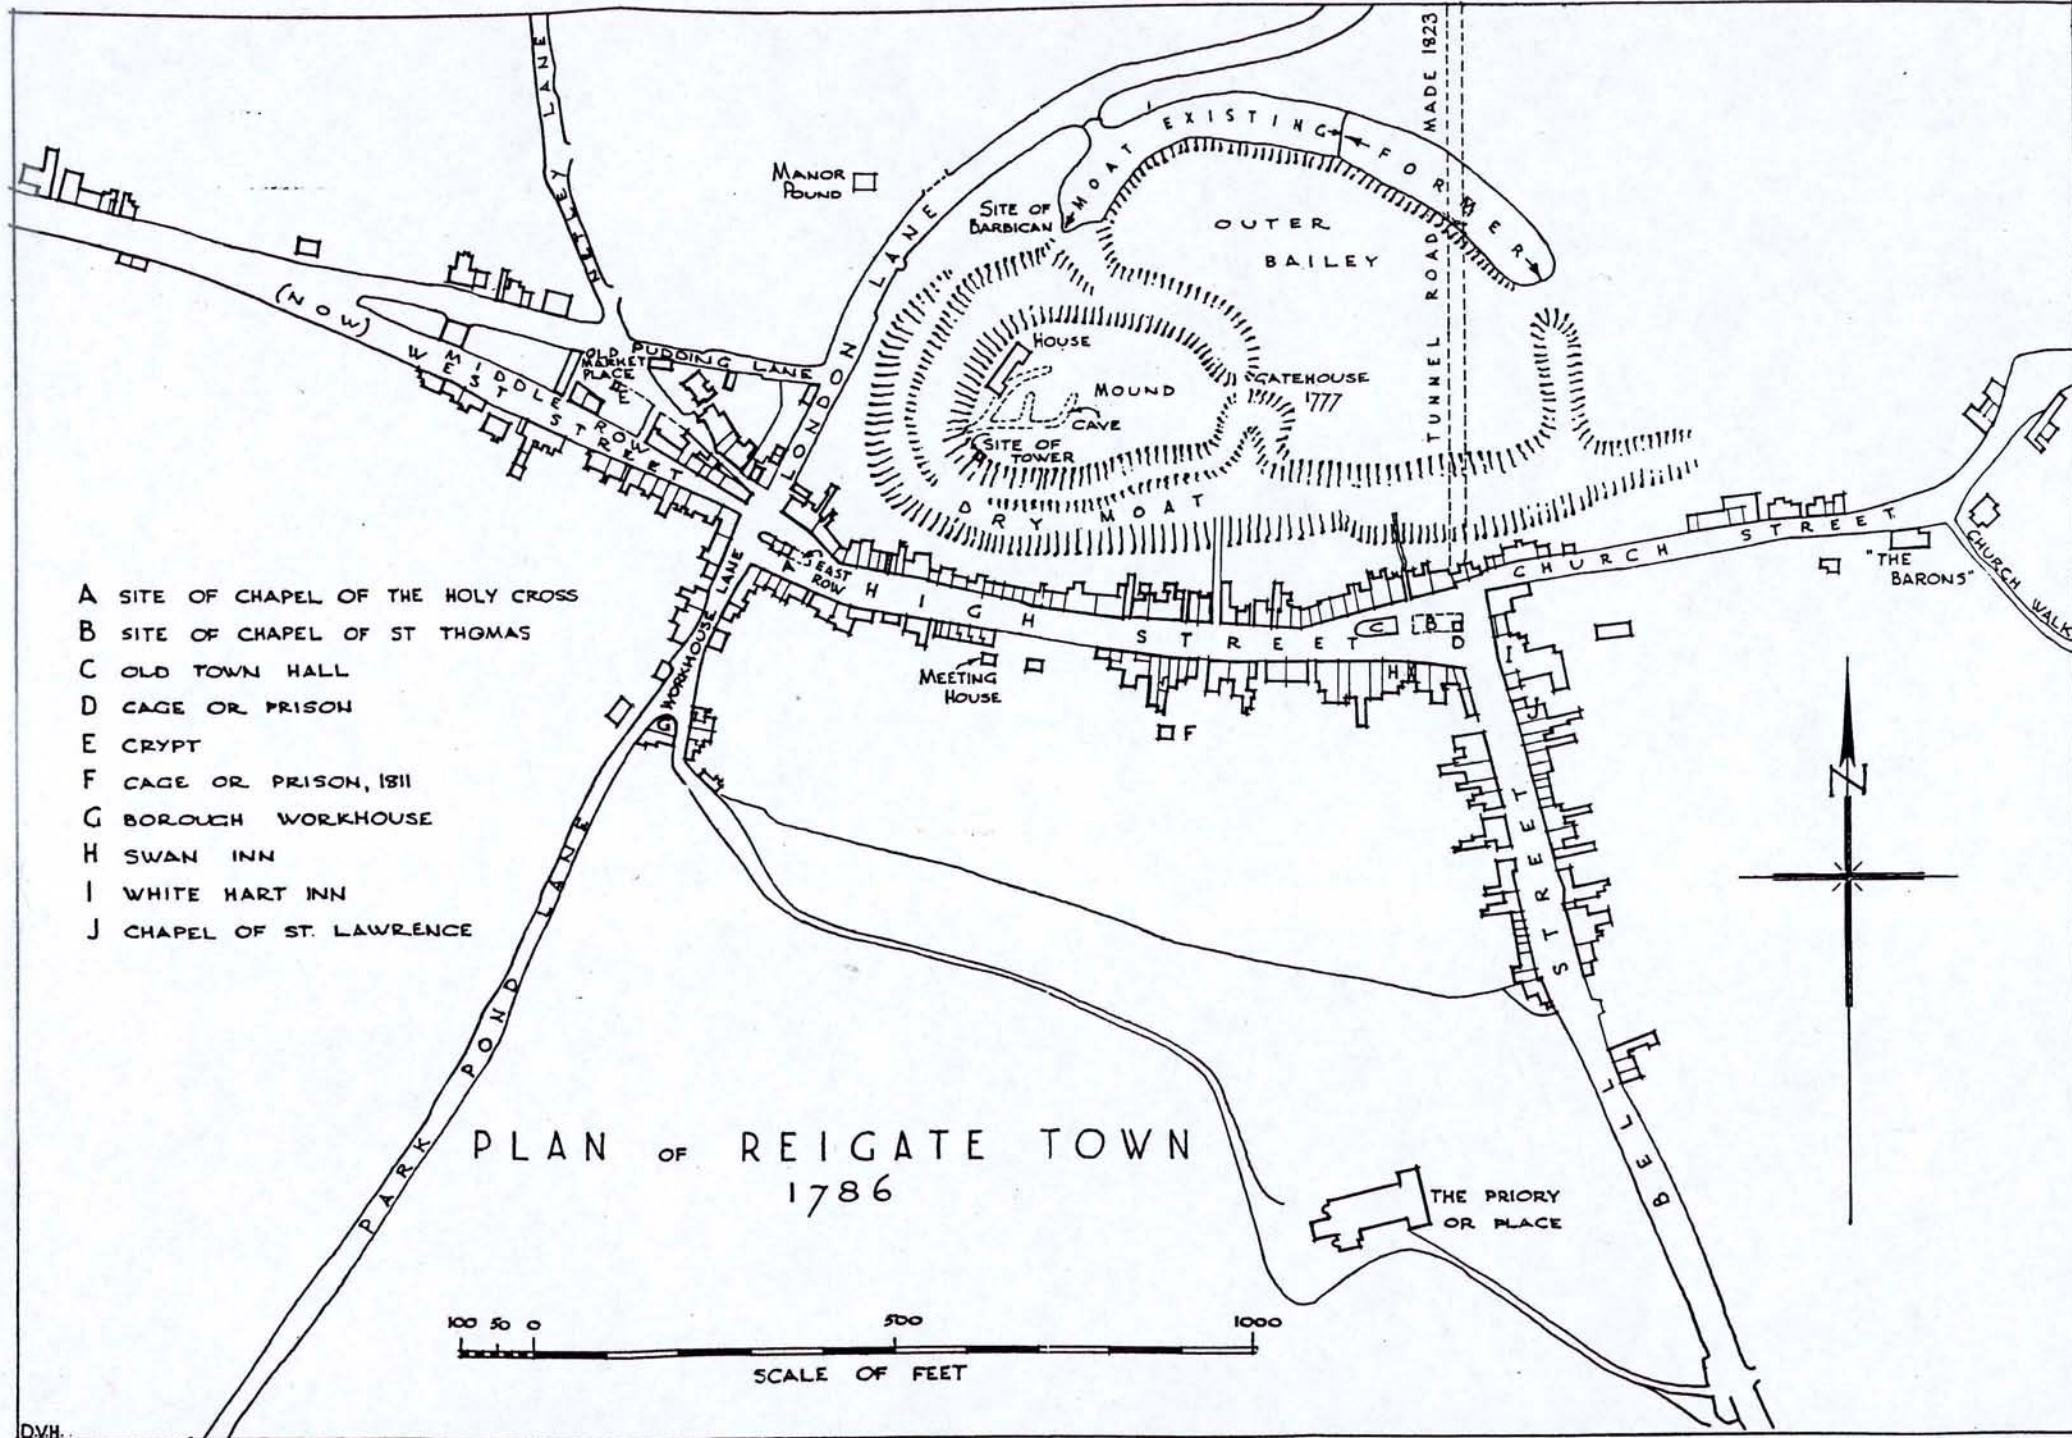 NETLEY LANE
MANOR
POUND
LONDON LANE
MOAT
EXISTING
FORMER
MADE 1823
TUNNEL ROAD
SITE OF
BARBICAN
OUTER
BAILEY
HOUSE
MOUND
CAVE
SITE OF
TOWER
GATEHOUSE
1777
DRY MOAT
(NOW)
WEST STREET
MIDDLE ROW
OLD
MARKET
PLACE
E
PUDDING LANE
A
EAST
ROW
HIGH STREET
C
B
D
H
I
J
F
G
MEETING
HOUSE
WORKHOUSE LANE
CHURCH STREET
"THE
BARONS"
CHURCH WALK
A SITE OF CHAPEL OF THE HOLY CROSS
B SITE OF CHAPEL OF ST THOMAS
C OLD TOWN HALL
D CAGE OR PRISON
E CRYPT
F CAGE OR PRISON, 1811
G BOROUGH WORKHOUSE
H SWAN INN
I WHITE HART INN
J CHAPEL OF ST. LAWRENCE
PARK POND LANE
BELL STREET
N
PLAN OF REIGATE TOWN
1786
THE PRIORY
OR PLACE
100 50 0 500 1000
SCALE OF FEET
D.V.H.